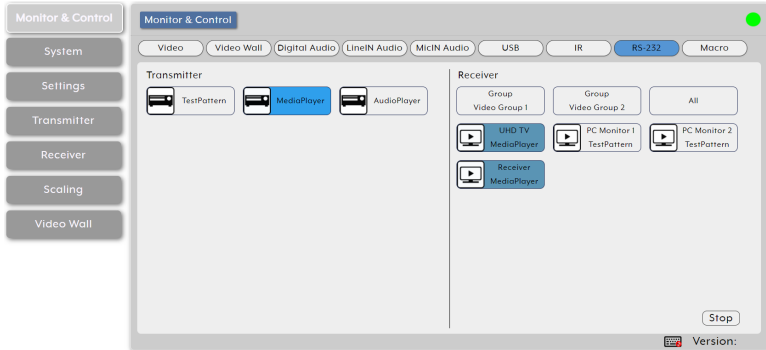 Monitor & Control
System
Settings
Transmitter
Receiver
Scaling
Video Wall
Monitor & Control
Video
Video Wall
Digital Audio
LineIN Audio
MicIN Audio
USB
IR
RS-232
Macro
Transmitter
TestPattern
MediaPlayer
AudioPlayer
Receiver
Group
Video Group 1
Group
Video Group 2
All
UHD TV
MediaPlayer
PC Monitor 1
TestPattern
PC Monitor 2
TestPattern
Receiver
MediaPlayer
Stop
Version: